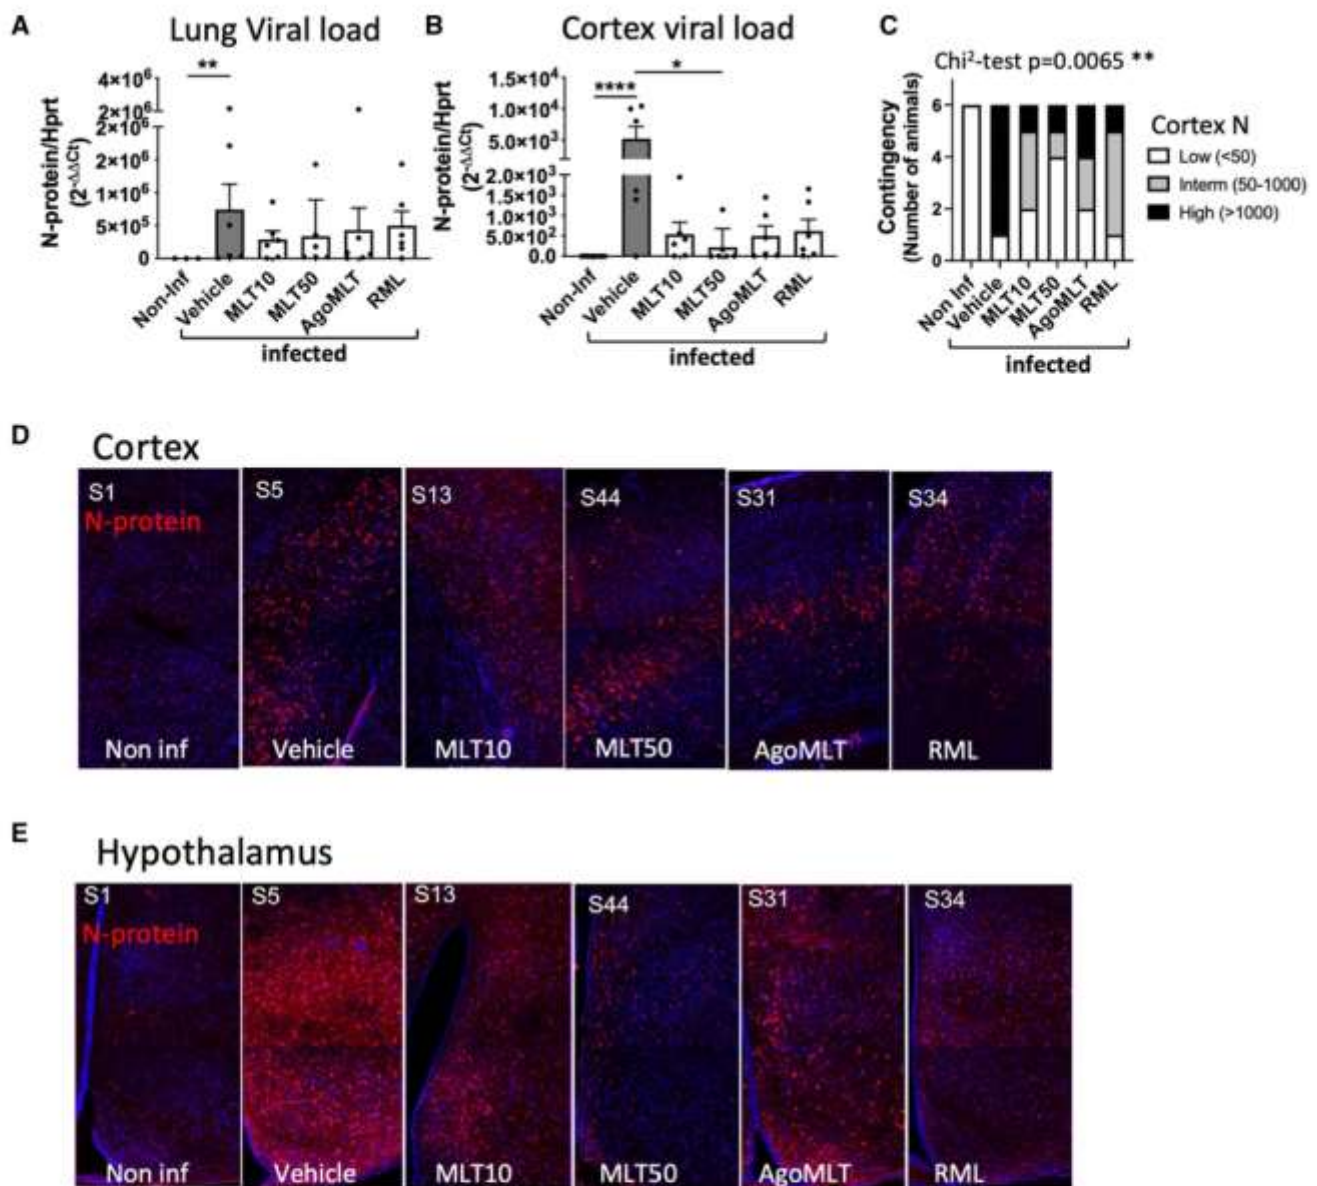 A
Lung Viral load
**
N-protein/Hprt
(2^-ΔΔCt)
4×10⁶
2×10⁶
2×10⁶
2×10⁶
1×10⁶
5×10⁵
0
Non-Inf
Vehicle
MLT10
MLT50
AgoMLT
RML
infected
B
Cortex viral load
*
****
N-protein/Hprt
(2^-ΔΔCt)
1.5×10⁴
1.0×10⁴
5.0×10³
2.0×10³
1.5×10³
1.0×10³
5.0×10²
0.0
Non-Inf
Vehicle
MLT10
MLT50
AgoMLT
RML
infected
C
Chi²-test p=0.0065 **
Contingency
(Number of animals)
6
4
2
0
Non Inf
Vehicle
MLT10
MLT50
AgoMLT
RML
infected
Cortex N
Low (<50)
Interm (50-1000)
High (>1000)
D
Cortex
S1
N-protein
Non inf
S5
Vehicle
S13
MLT10
S44
MLT50
S31
AgoMLT
S34
RML
E
Hypothalamus
S1
N-protein
Non inf
S5
Vehicle
S13
MLT10
S44
MLT50
S31
AgoMLT
S34
RML